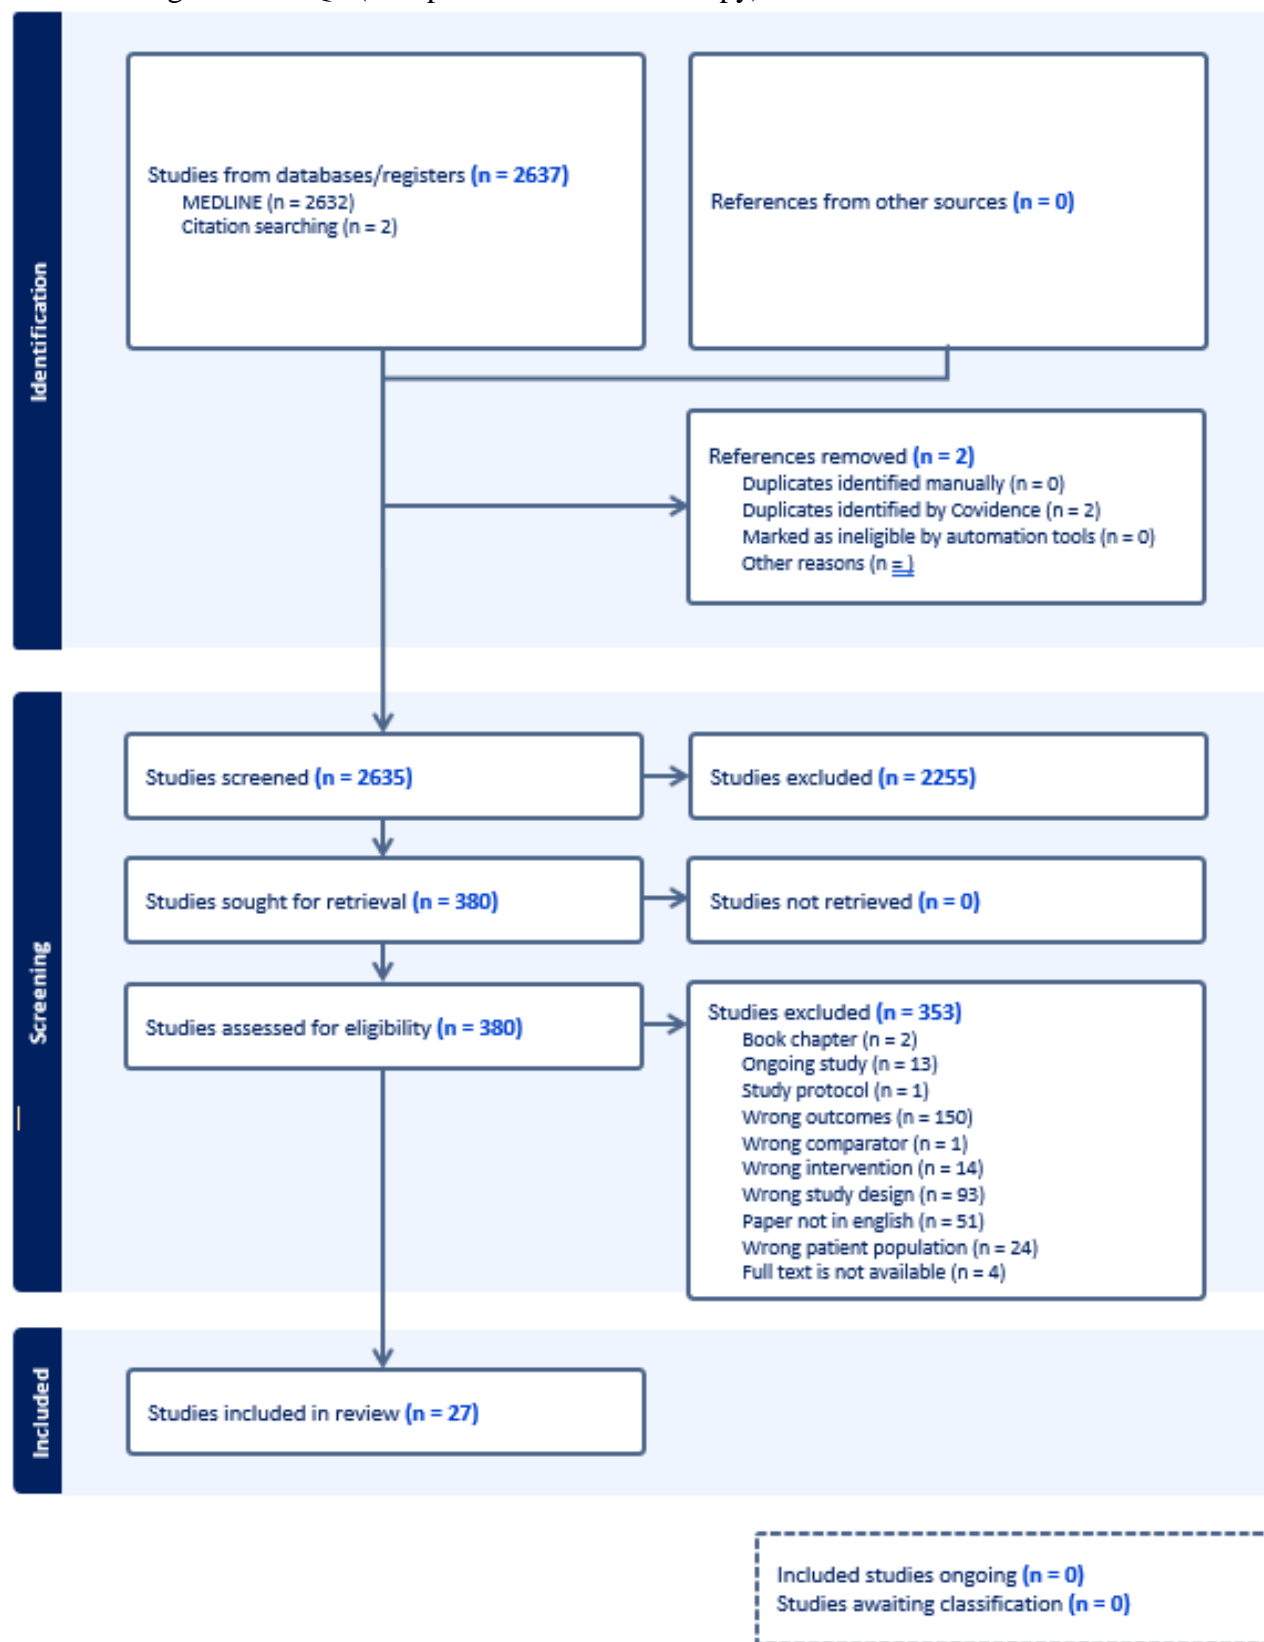 Identification
Studies from databases/registers (n = 2637)
MEDLINE (n = 2632)
Citation searching (n = 2)
References from other sources (n = 0)
References removed (n = 2)
Duplicates identified manually (n = 0)
Duplicates identified by Covidence (n = 2)
Marked as ineligible by automation tools (n = 0)
Other reasons (n = )
Screening
Studies screened (n = 2635)
Studies excluded (n = 2255)
Studies sought for retrieval (n = 380)
Studies not retrieved (n = 0)
Studies assessed for eligibility (n = 380)
Studies excluded (n = 353)
Book chapter (n = 2)
Ongoing study (n = 13)
Study protocol (n = 1)
Wrong outcomes (n = 150)
Wrong comparator (n = 1)
Wrong intervention (n = 14)
Wrong study design (n = 93)
Paper not in english (n = 51)
Wrong patient population (n = 24)
Full text is not available (n = 4)
Included
Studies included in review (n = 27)
Included studies ongoing (n = 0)
Studies awaiting classification (n = 0)